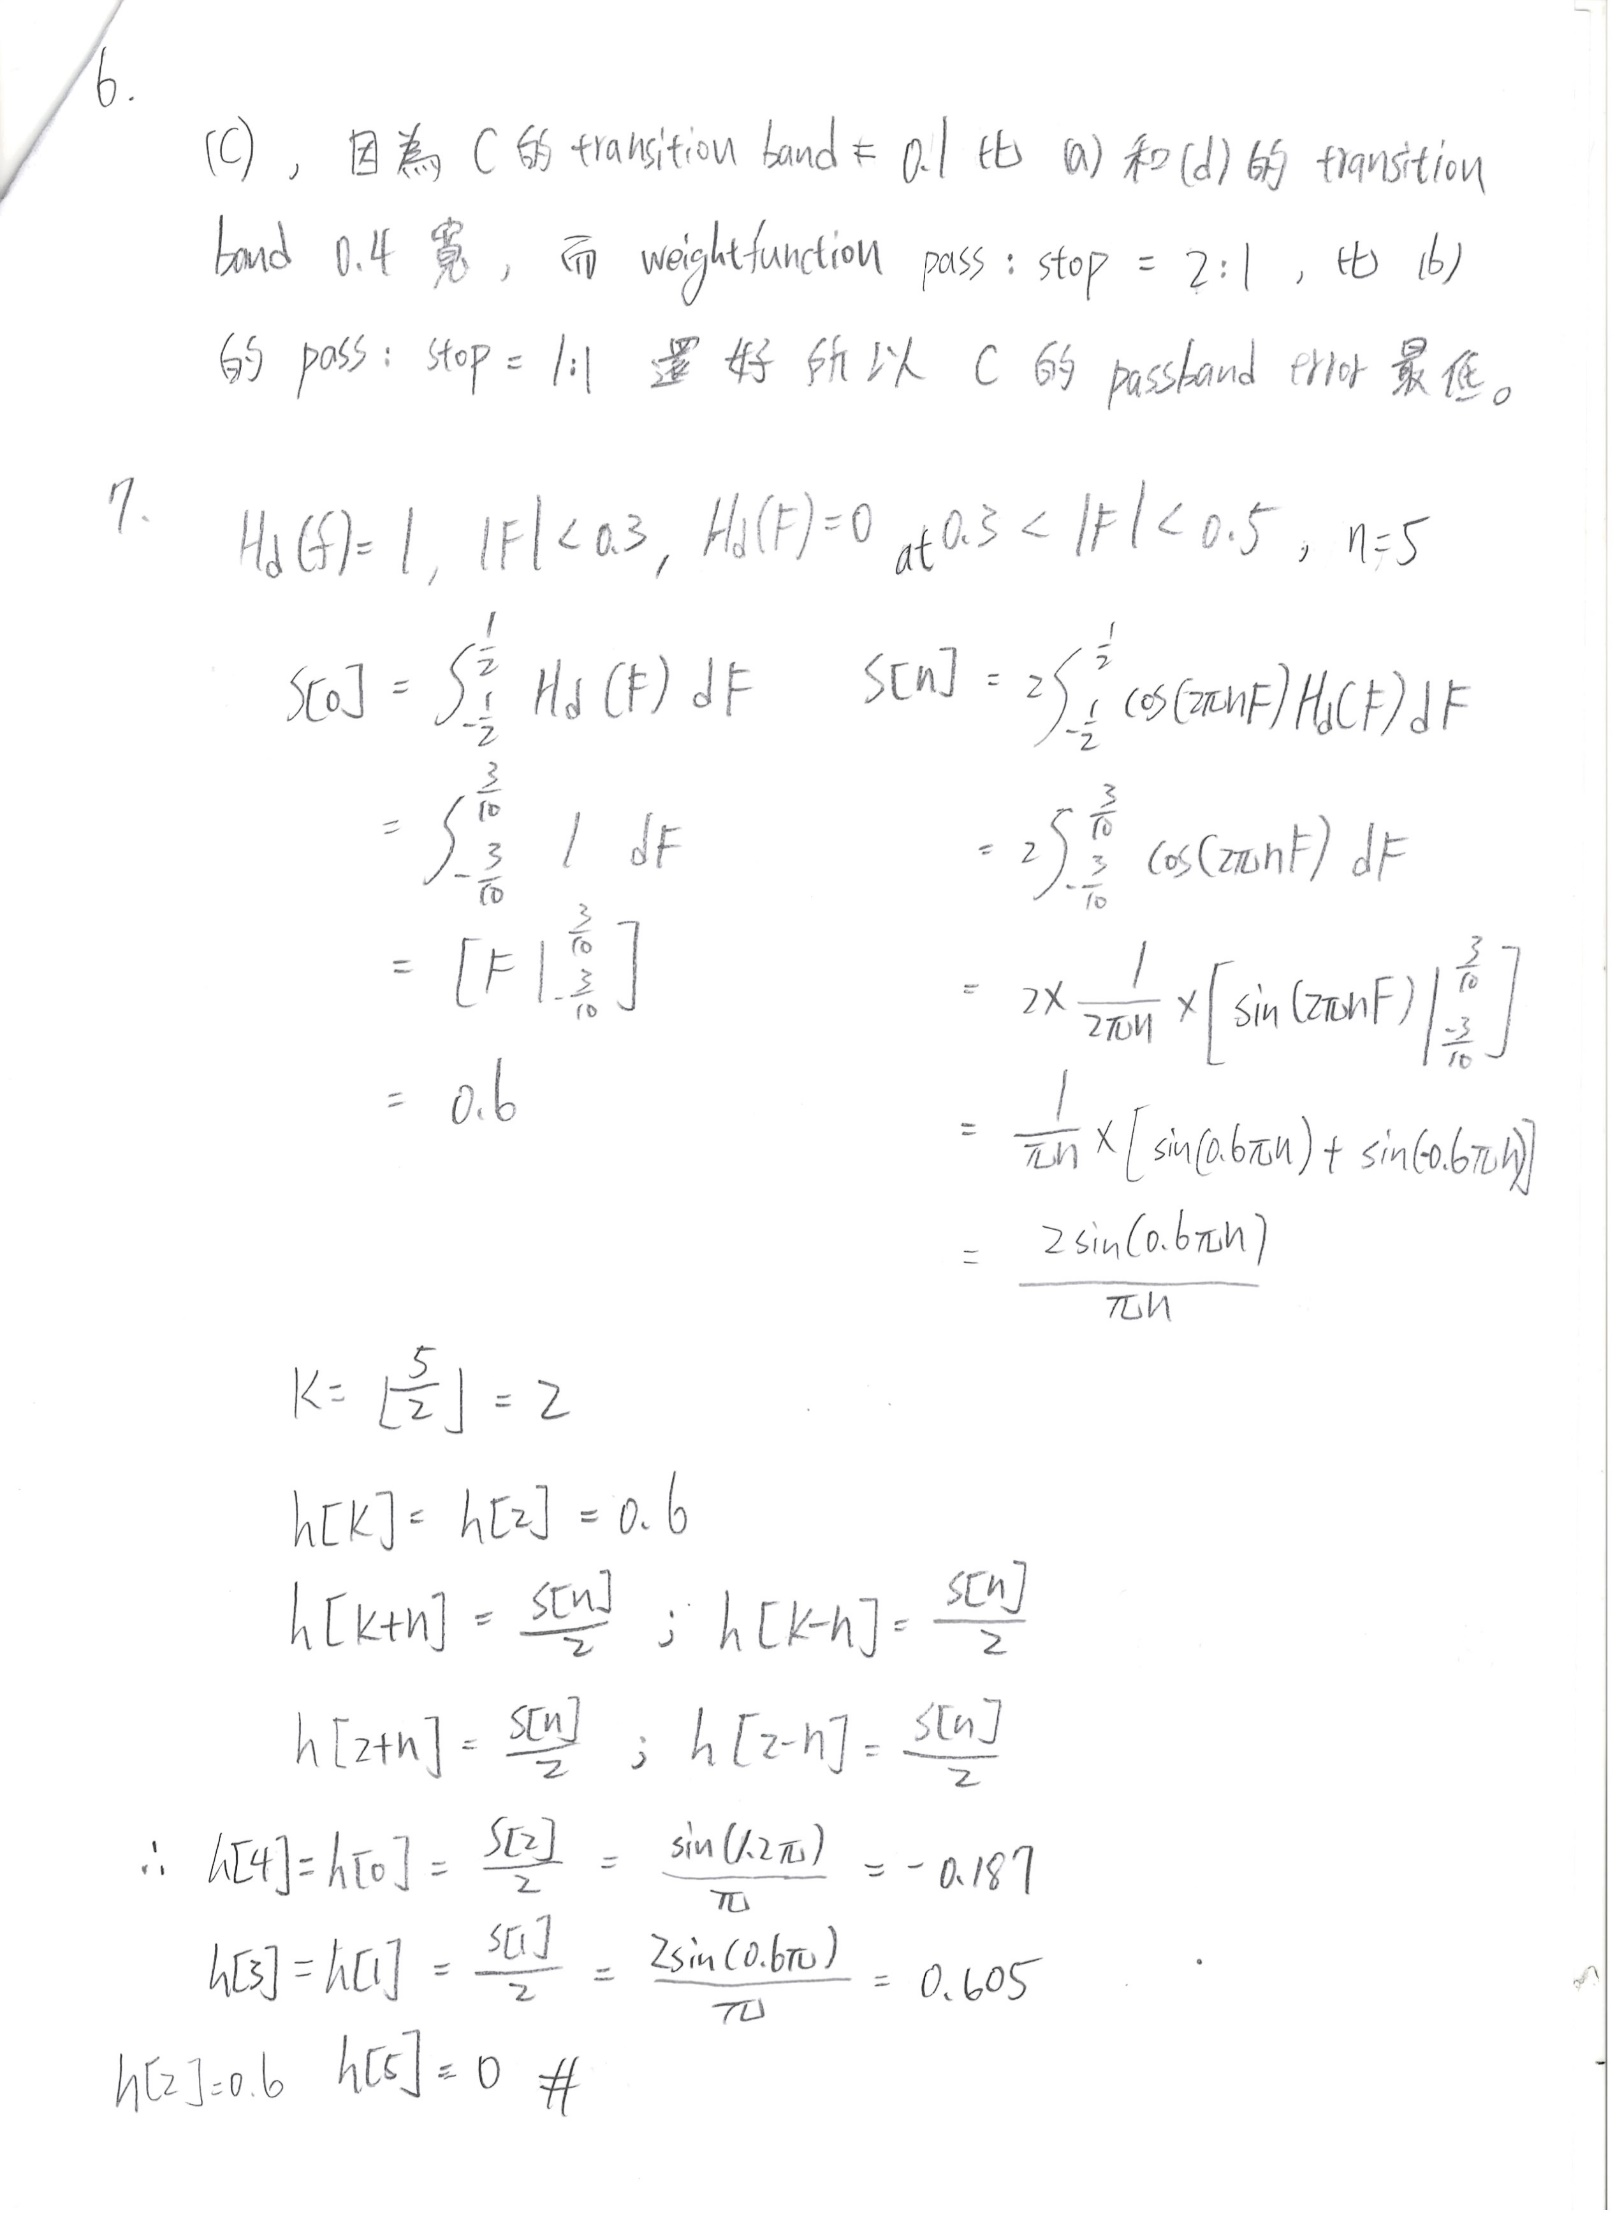 6.
(C), 因為 C 的 transition band = 0.1 比 (a) 和 (d) 的 transition
band 0.4 寬, 而 weightfunction pass : stop = 2:1, 比 (b)
的 pass : stop = 1:1 還好 所以 C 的 passband error 最低。
7.
Hd(f)=1, |F|<0.3, Hd(F)=0 at 0.3 < |F| < 0.5, n=5
S[0] = ∫_{-1/2}^{1/2} Hd(F) dF    S[n] = 2∫_{-1/2}^{1/2} cos(2πnF) Hd(F) dF
= ∫_{-3/10}^{3/10} 1 dF    = 2∫_{-3/10}^{3/10} cos(2πnF) dF
= [F |_{-3/10}^{3/10}]    = 2 × 1/(2πn) × [sin(2πnF) |_{-3/10}^{3/10}]
= 0.6    = 1/(πn) × [sin(0.6πn) + sin(-0.6πn)]
= 2 sin(0.6πn) / πn
K = ⌊5/2⌋ = 2
h[K] = h[2] = 0.6
h[K+n] = S[n]/2 ; h[K-n] = S[n]/2
h[2+n] = S[n]/2 ; h[2-n] = S[n]/2
∴ h[4] = h[0] = S[2]/2 = sin(1.2π)/π = -0.187
h[3] = h[1] = S[1]/2 = 2sin(0.6π)/π = 0.605
h[2]=0.6 h[5]=0 #